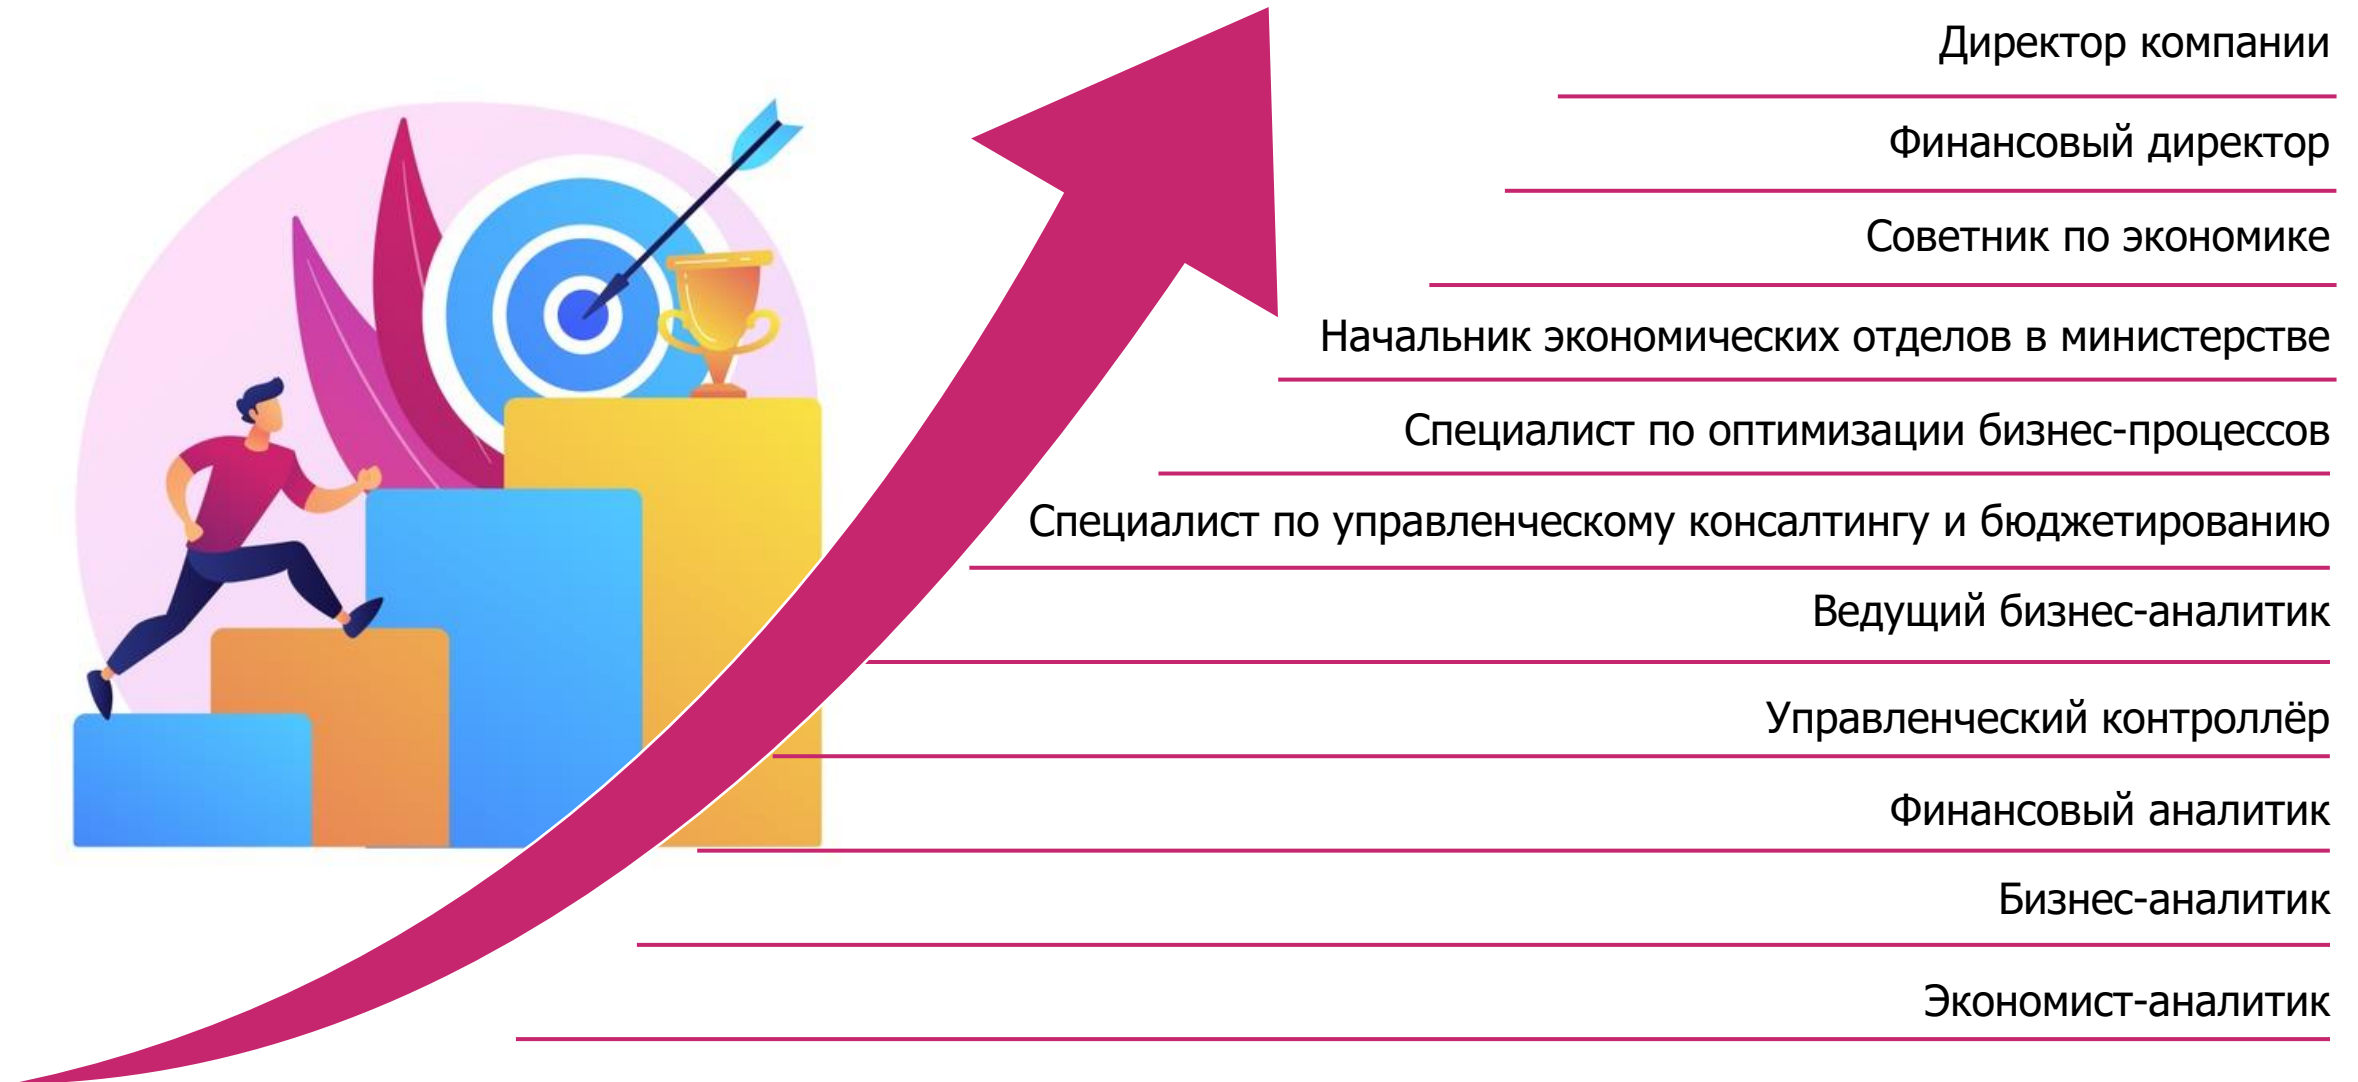 Директор компании
Финансовый директор
Советник по экономике
Начальник экономических отделов в министерстве
Специалист по оптимизации бизнес-процессов
Специалист по управленческому консалтингу и бюджетированию
Ведущий бизнес-аналитик
Управленческий контроллёр
Финансовый аналитик
Бизнес-аналитик
Экономист-аналитик